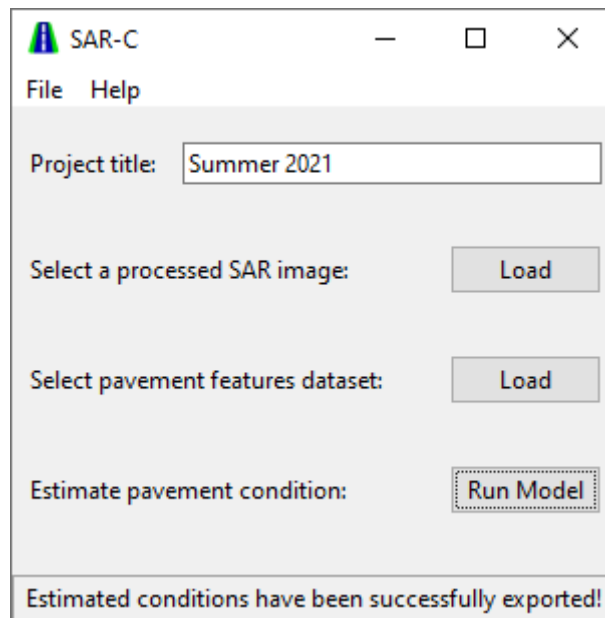 SAR-C
File Help
Project title: Summer 2021
Select a processed SAR image: Load
Select pavement features dataset: Load
Estimate pavement condition: Run Model
Estimated conditions have been successfully exported!